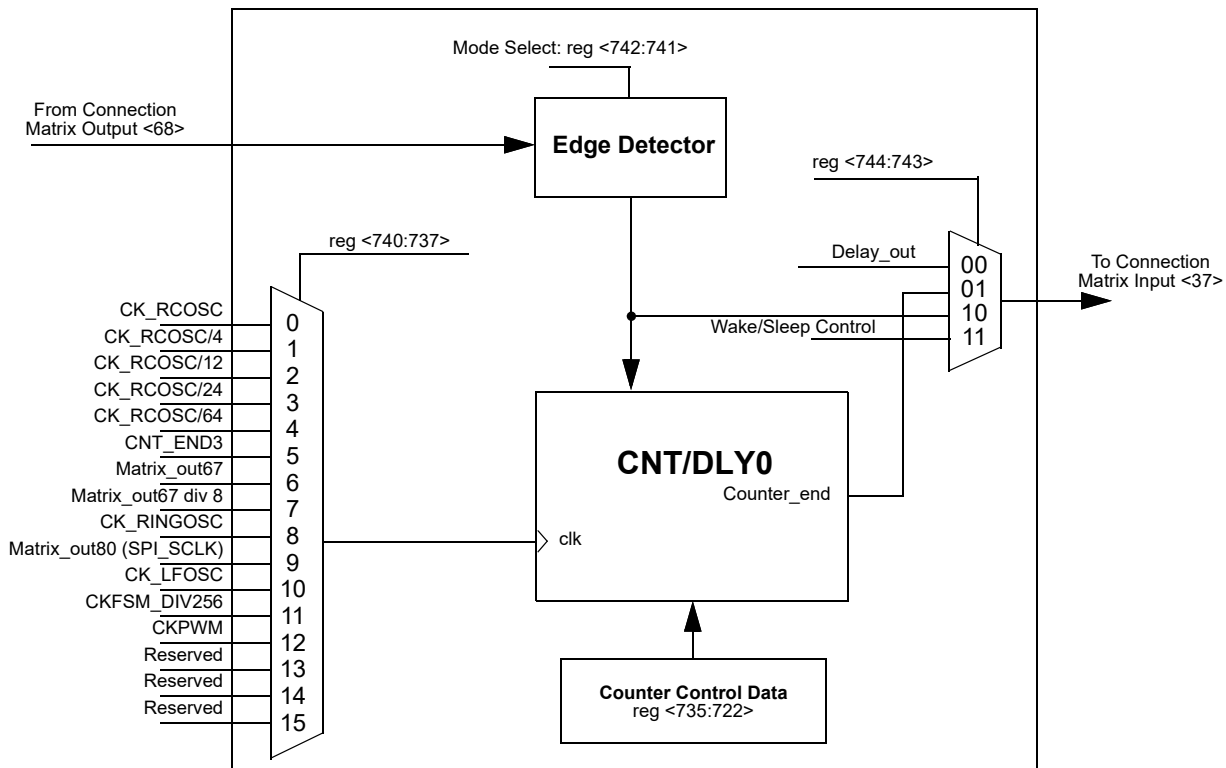 Mode Select: reg <742:741>
From Connection
Matrix Output <68>
Edge Detector
reg <744:743>
reg <740:737>
Delay_out
00
01
10
11
To Connection
Matrix Input <37>
Wake/Sleep Control
CK_RCOSC
0
CK_RCOSC/4
1
CK_RCOSC/12
2
CK_RCOSC/24
3
CK_RCOSC/64
4
CNT_END3
5
Matrix_out67
6
Matrix_out67 div 8
7
CK_RINGOSC
8
Matrix_out80 (SPI_SCLK)
9
CK_LFOSC
10
CKFSM_DIV256
11
CKPWM
12
Reserved
13
Reserved
14
Reserved
15
CNT/DLY0
Counter_end
clk
Counter Control Data
reg <735:722>